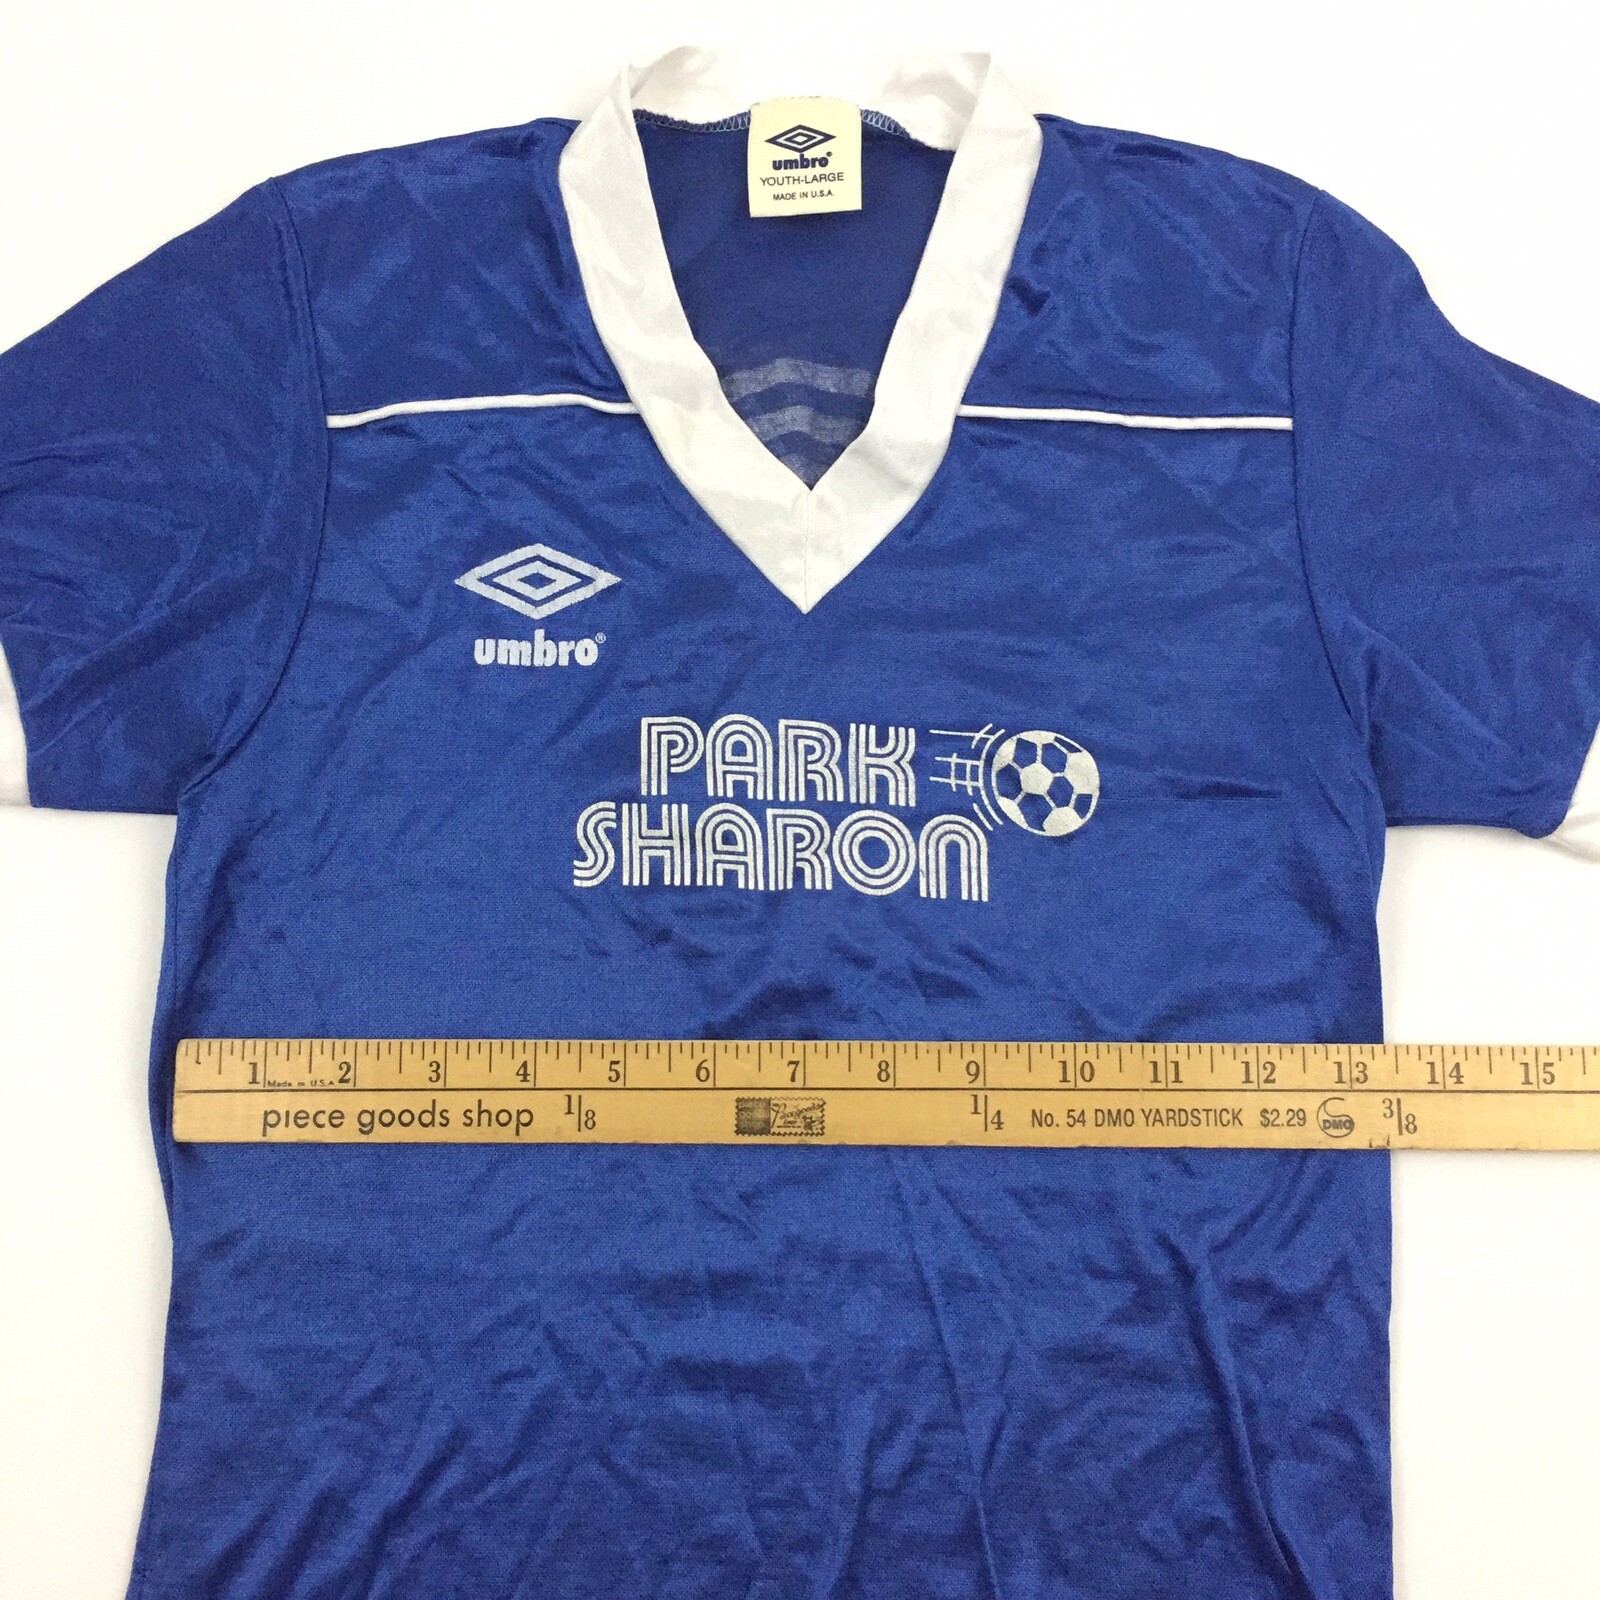 umbro®
YOUTH-LARGE
MADE IN U.S.A.
umbro®
PARK
SHARON
1 2 3 4 5 6 7 8 9 10 11 12 13 14 15
Made in U.S.A
piece goods shop 1/8 1/4 No. 54 DMO YARDSTICK $2.29 DMO 3/8